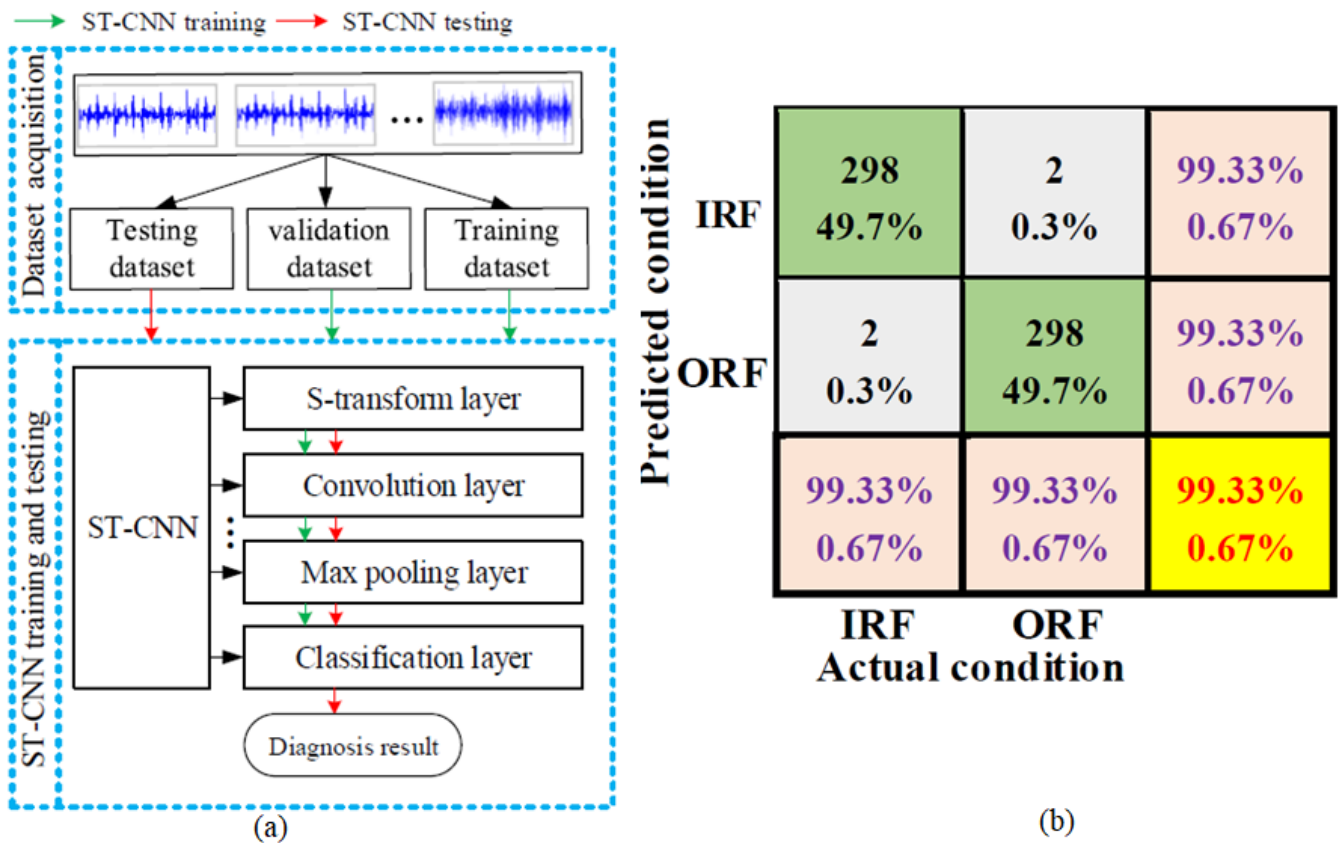 ST-CNN training
ST-CNN testing
Dataset acquisition
...
Testing
dataset
validation
dataset
Training
dataset
ST-CNN training and testing
ST-CNN
S-transform layer
Convolution layer
...
Max pooling layer
Classification layer
Diagnosis result
(a)
Predicted condition
IRF
298
49.7%
2
0.3%
99.33%
0.67%
ORF
2
0.3%
298
49.7%
99.33%
0.67%
99.33%
0.67%
99.33%
0.67%
99.33%
0.67%
IRF
ORF
Actual condition
(b)